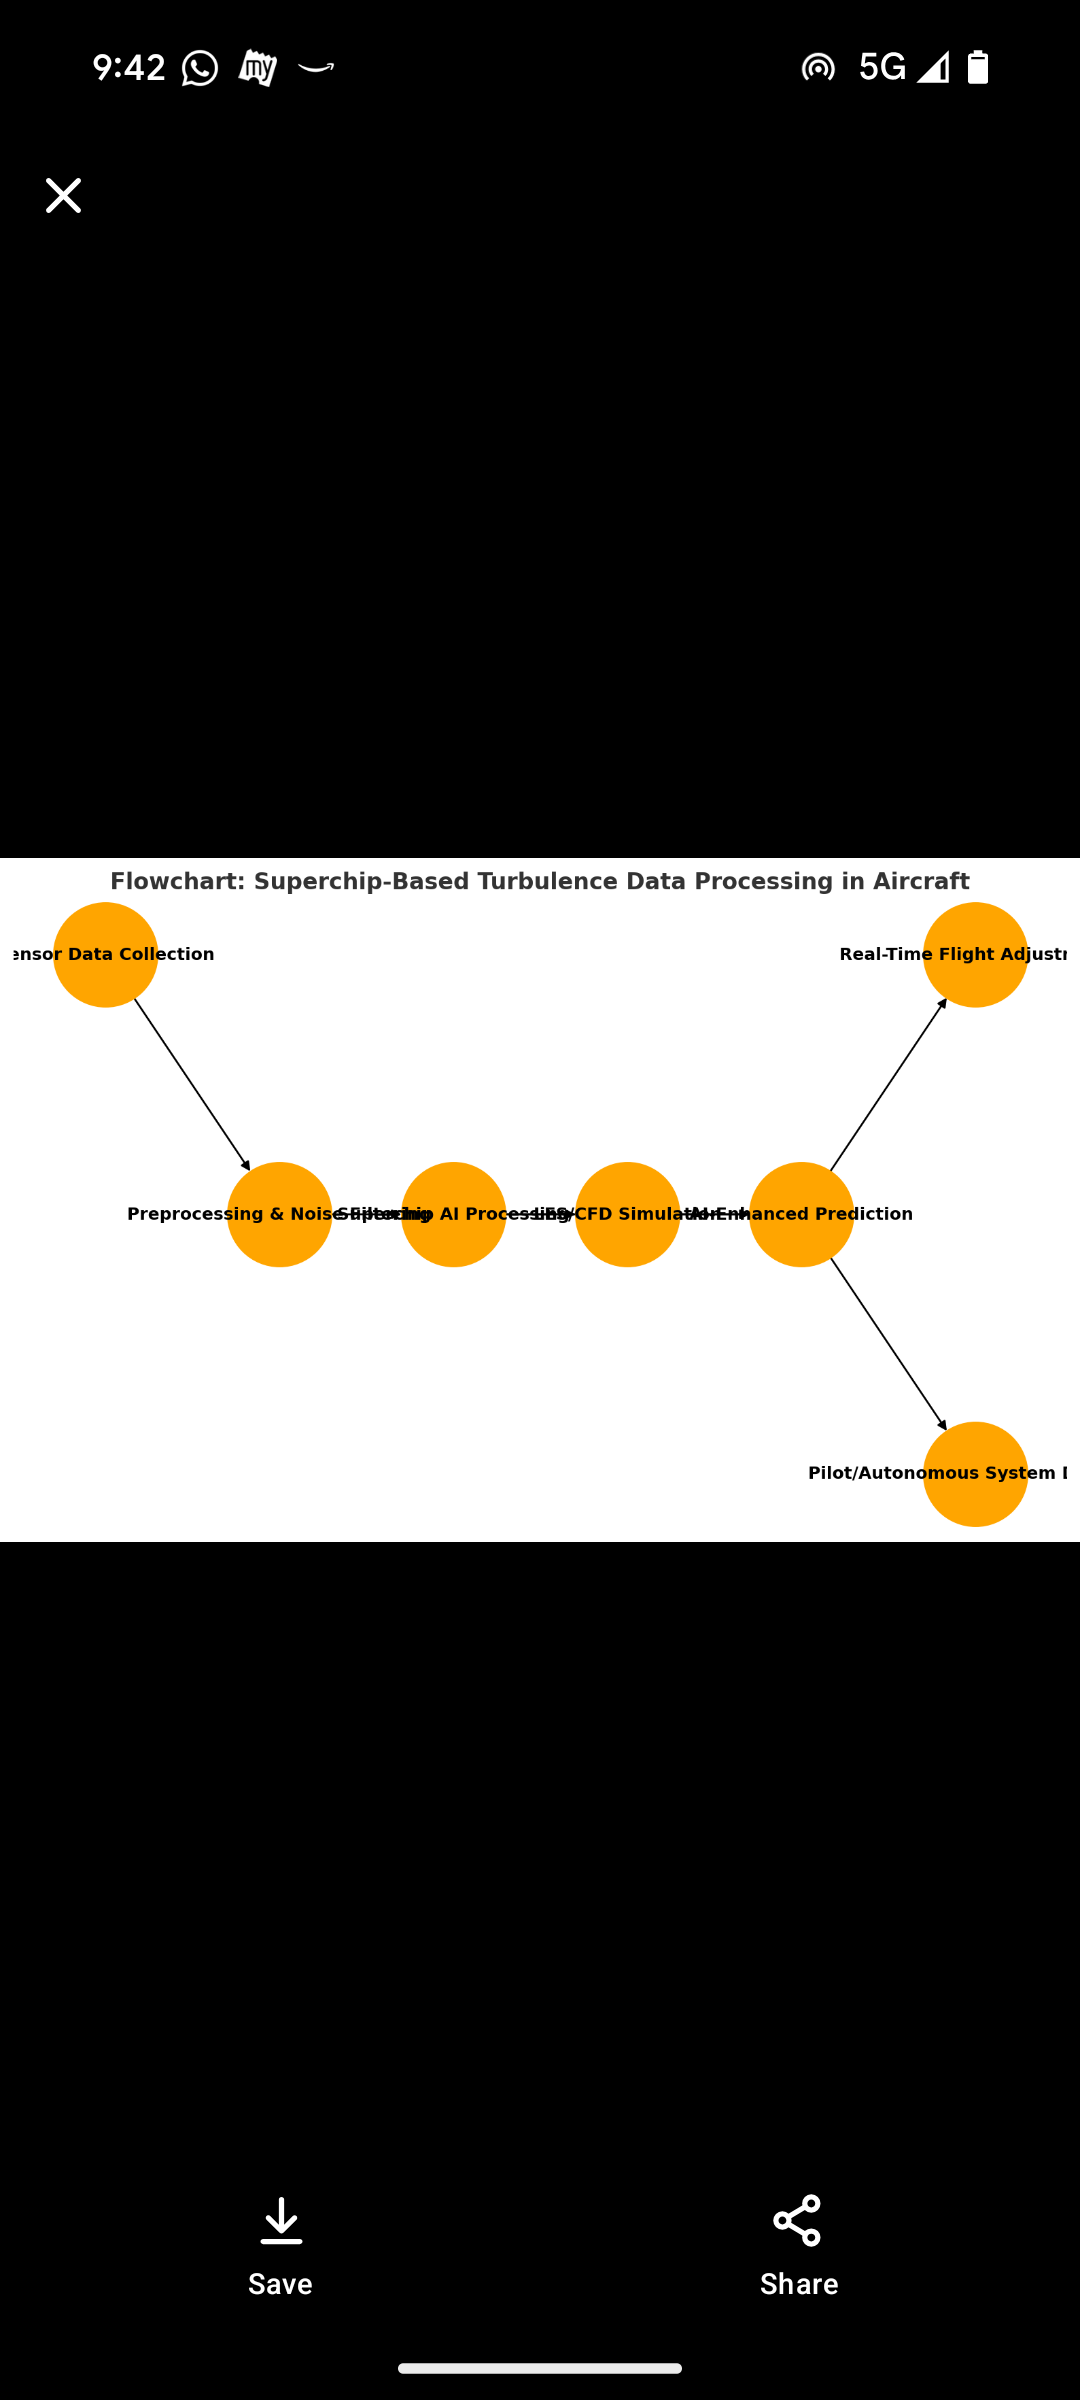 9:42
my
5G
Flowchart: Superchip-Based Turbulence Data Processing in Aircraft
ensor Data Collection
Real-Time Flight Adjustr
Preprocessing & Noise Filtering
Superchip AI Processing
LES/CFD Simulation
AI-Enhanced Prediction
Pilot/Autonomous System D
Save
Share